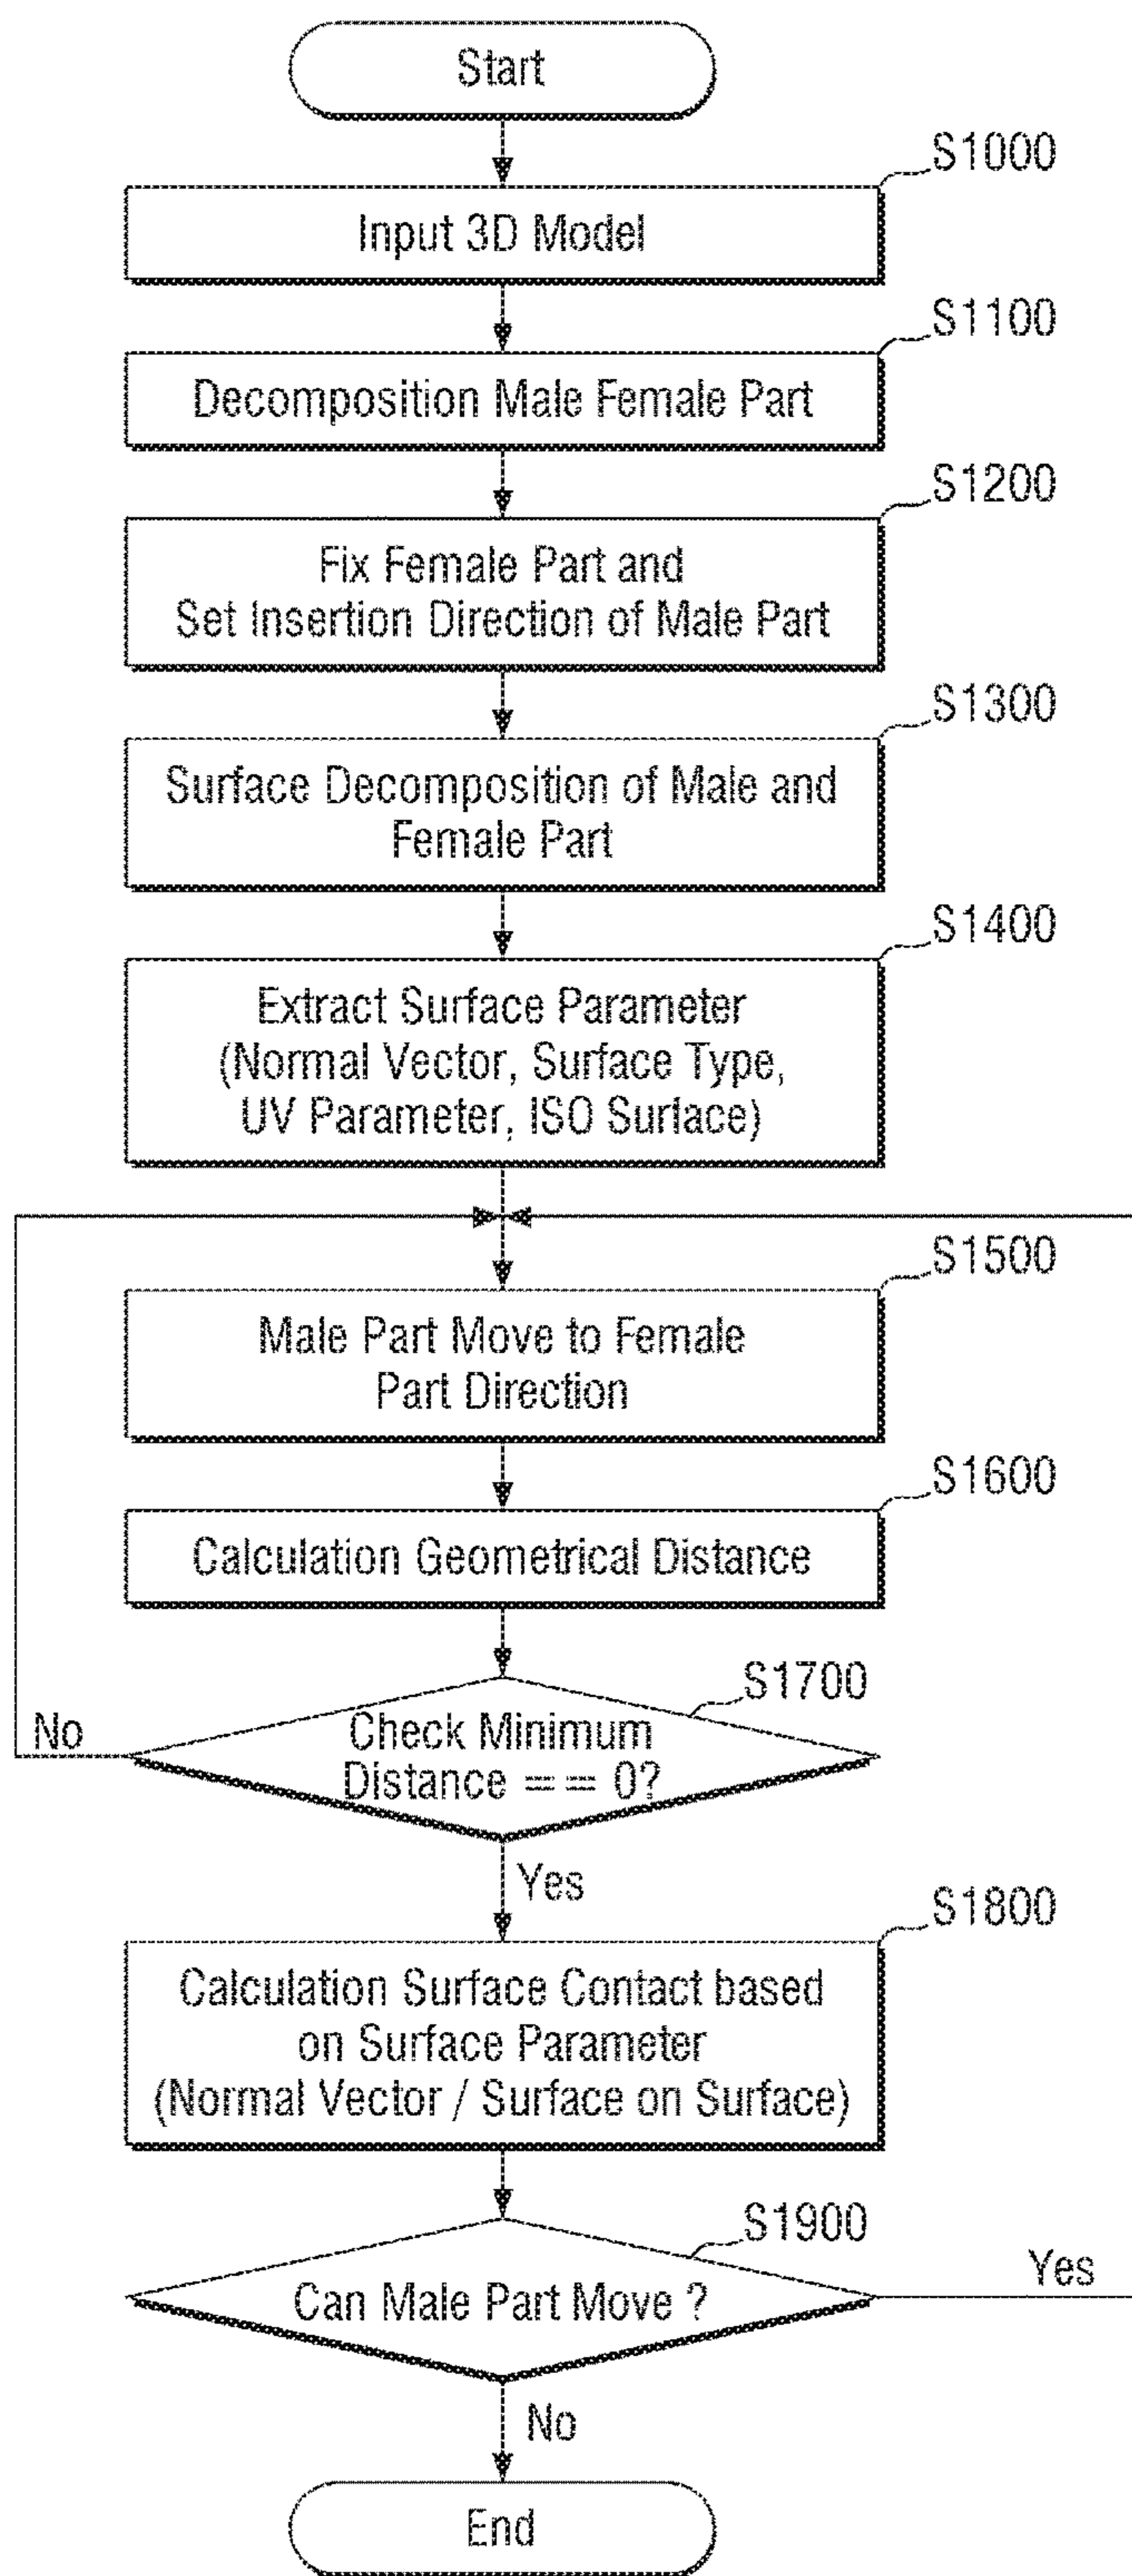 Start
S1000
Input 3D Model
S1100
Decomposition Male Female Part
S1200
Fix Female Part and
Set Insertion Direction of Male Part
S1300
Surface Decomposition of Male and
Female Part
S1400
Extract Surface Parameter
(Normal Vector, Surface Type,
UV Parameter, ISO Surface)
S1500
Male Part Move to Female
Part Direction
S1600
Calculation Geometrical Distance
S1700
No
Check Minimum
Distance == 0?
Yes
S1800
Calculation Surface Contact based
on Surface Parameter
(Normal Vector / Surface on Surface)
S1900
Yes
Can Male Part Move ?
No
End